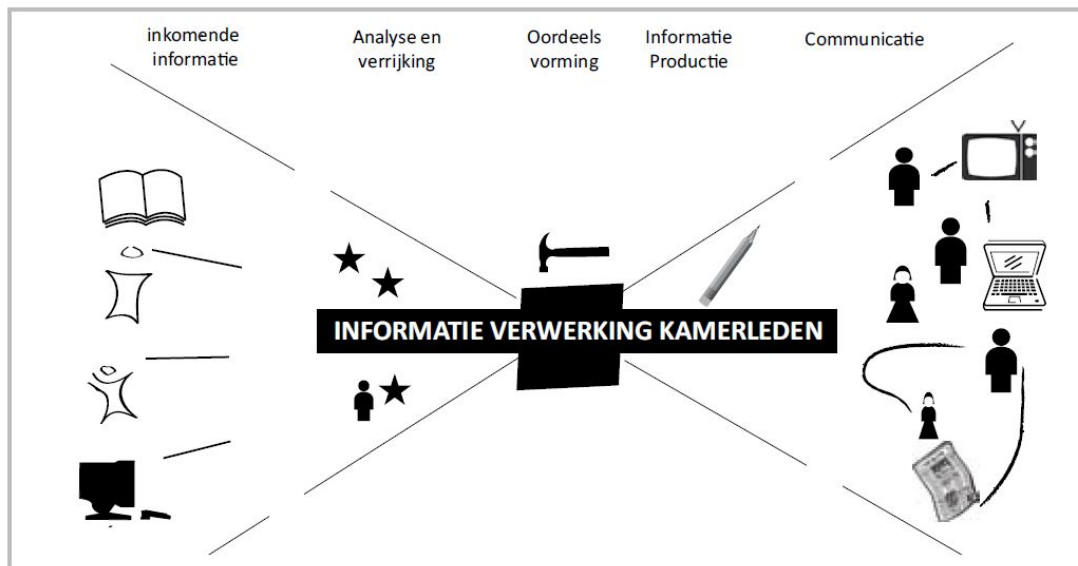 inkomende
informatie
Analyse en
verrijking
Oordeels
vorming
Informatie
Productie
Communicatie
INFORMATIE VERWERKING KAMERLEDEN